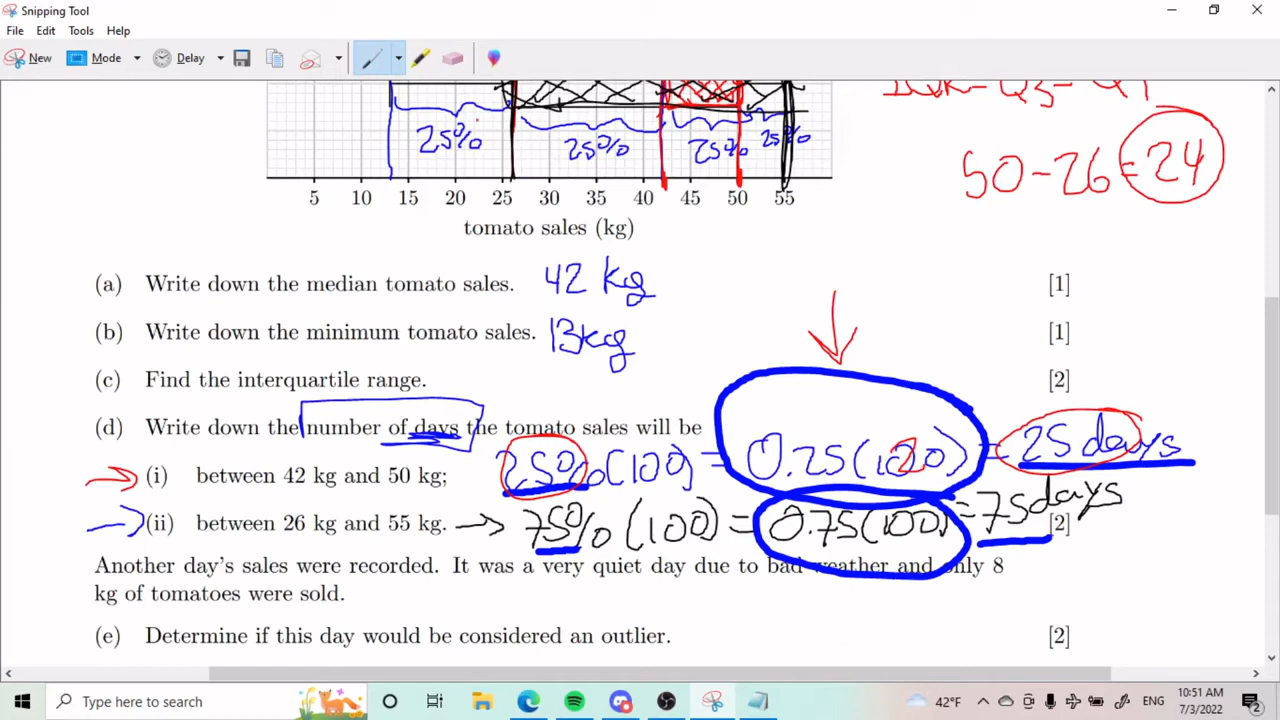 Snipping Tool
File Edit Tools Help
New Mode Delay
50-26=24
25% 25% 25% 25%
5 10 15 20 25 30 35 40 45 50 55
tomato sales (kg)
(a) Write down the median tomato sales. 42 kg [1]
(b) Write down the minimum tomato sales. 13kg [1]
(c) Find the interquartile range. [2]
(d) Write down the number of days the tomato sales will be
(i) between 42 kg and 50 kg; 25%(100) = 0.25(100) = 25 days
(ii) between 26 kg and 55 kg. → 75%(100) = 0.75(100) = 75days [2]
Another day's sales were recorded. It was a very quiet day due to bad weather and only 8
kg of tomatoes were sold.
(e) Determine if this day would be considered an outlier. [2]
Type here to search 42°F ENG 10:51 AM
7/3/2022 2